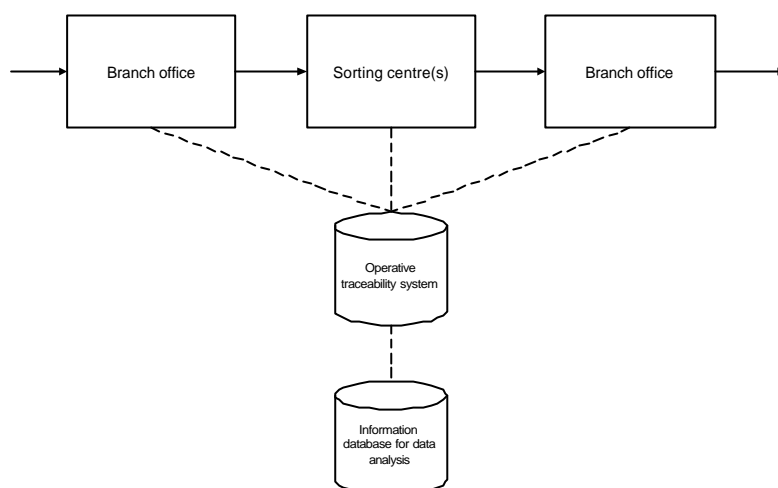 Branch office
Sorting centre(s)
Branch office
Operative
traceability system
Information
database for data
analysis